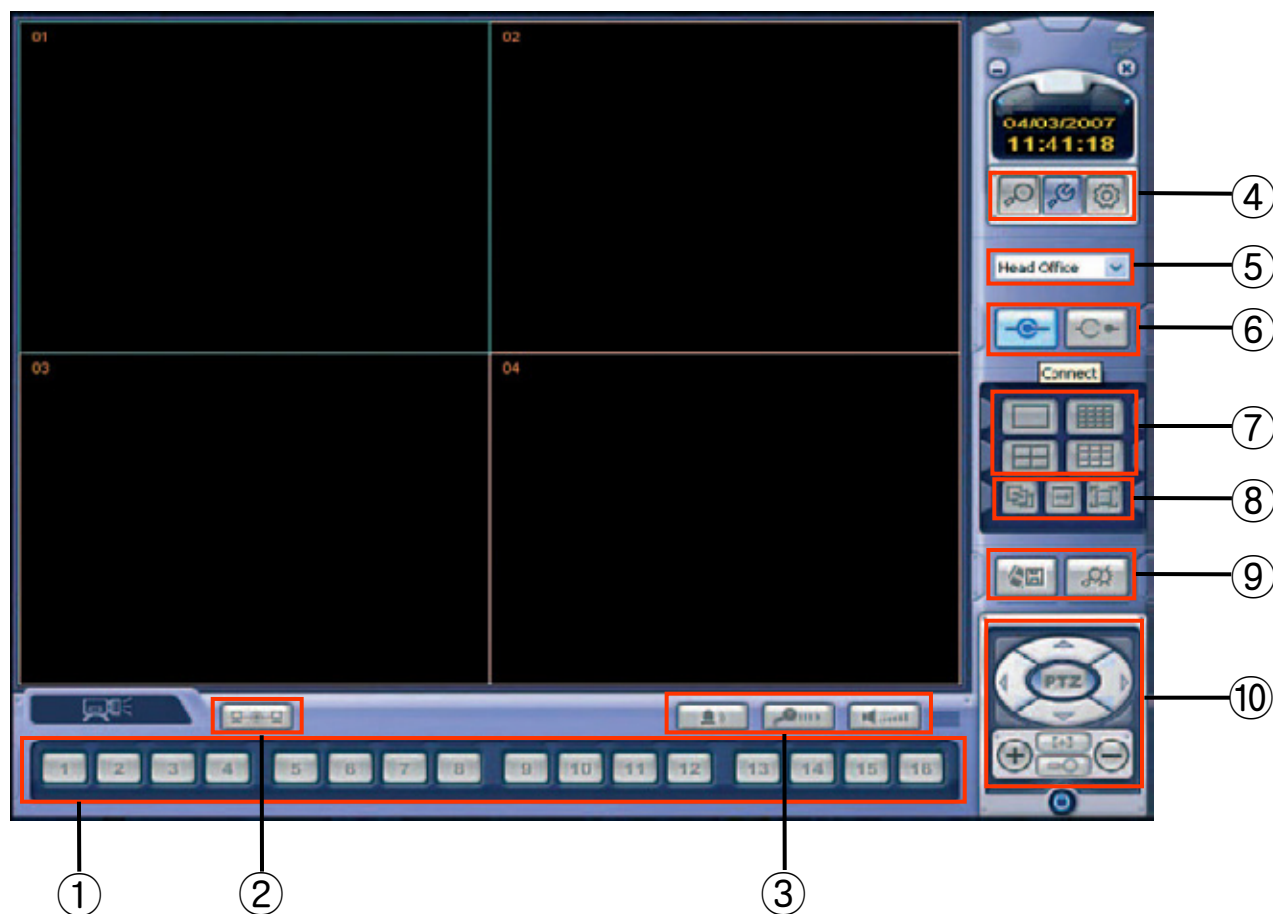 01
02
03
04
04/03/2007
11:41:18
④
Head Office
⑤
⑥
Connect
⑦
⑧
⑨
PTZ
[+]
⑩
1 2 3 4 5 6 7 8 9 10 11 12 13 14 15 16
① ② ③